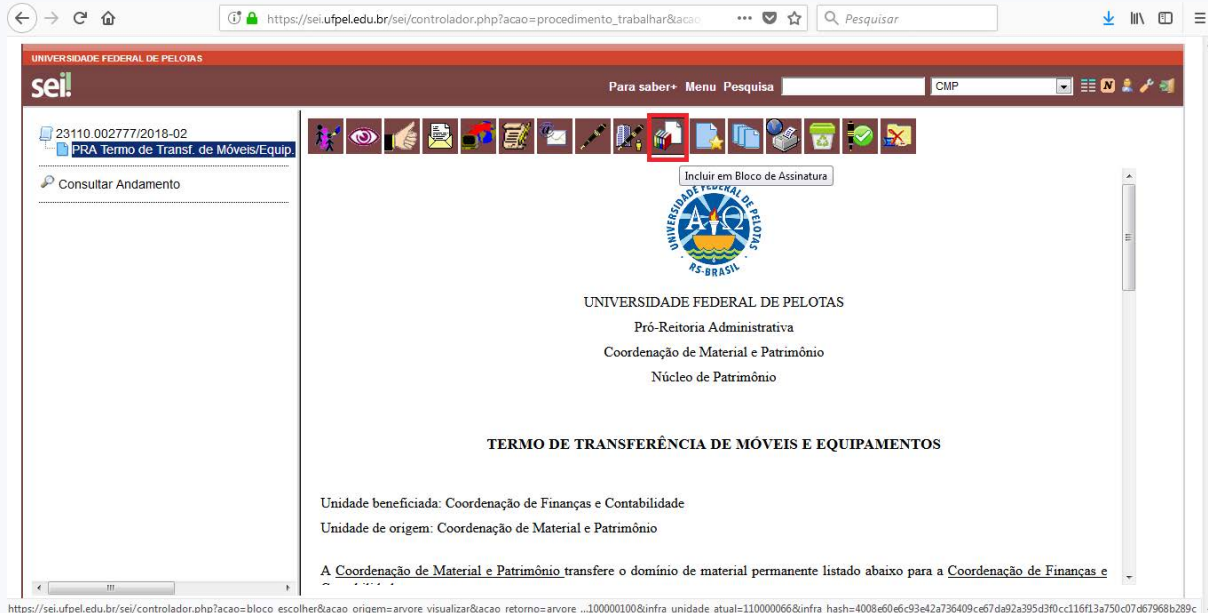 https://sei.ufpel.edu.br/sei/controlador.php?acao=procedimento_trabalhar&acao
Pesquisar
UNIVERSIDADE FEDERAL DE PELOTAS
sei!
Para saber+ Menu Pesquisa
CMP
N
23110.002777/2018-02
PRA Termo de Transf. de Móveis/Equip.
Consultar Andamento
Incluir em Bloco de Assinatura
UNIVERSIDADE FEDERAL DE PELOTAS
RS-BRASIL
UNIVERSIDADE FEDERAL DE PELOTAS
Pró-Reitoria Administrativa
Coordenação de Material e Patrimônio
Núcleo de Patrimônio
TERMO DE TRANSFERÊNCIA DE MÓVEIS E EQUIPAMENTOS
Unidade beneficiada: Coordenação de Finanças e Contabilidade
Unidade de origem: Coordenação de Material e Patrimônio
A Coordenação de Material e Patrimônio transfere o domínio de material permanente listado abaixo para a Coordenação de Finanças e
https://sei.ufpel.edu.br/sei/controlador.php?acao=bloco_escolher&acao_origem=arvore_visualizar&acao_retorno=arvore_...100000100&infra_unidade_atual=110000066&infra_hash=4008e60e6c93e42a736409ce67da92a395d3f0cc116f13a750c07d67968b289c